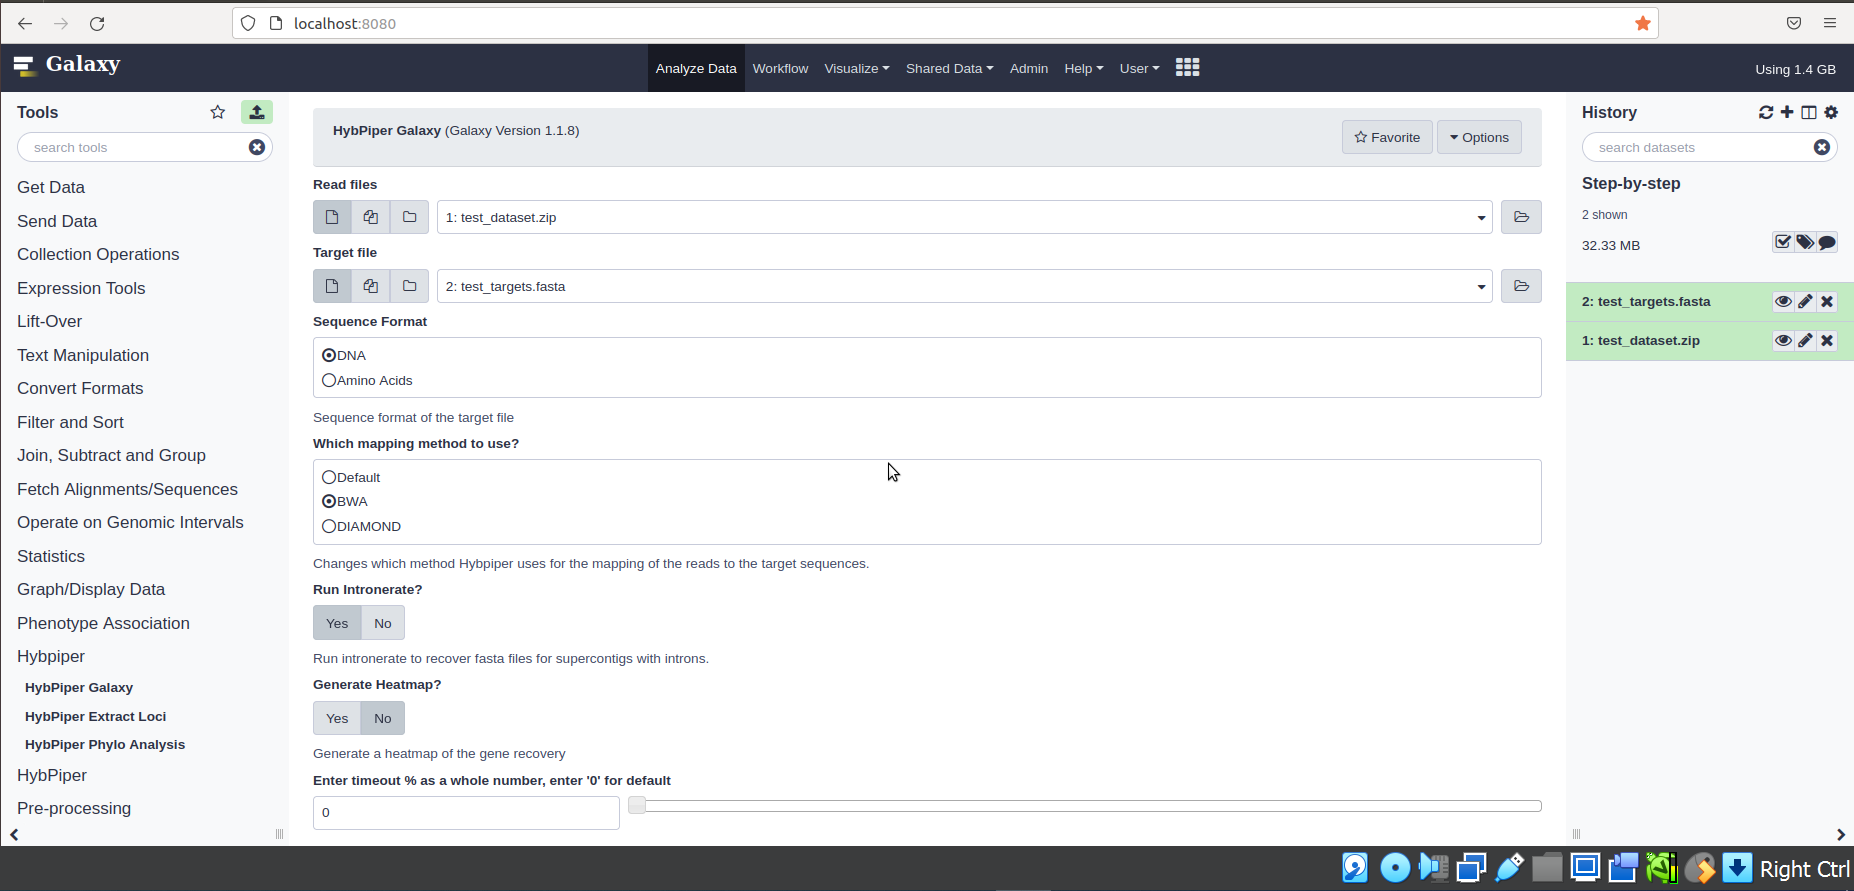 localhost:8080
Galaxy
Analyze Data Workflow Visualize Shared Data Admin Help User
Using 1.4 GB
Tools
search tools
Get Data
Send Data
Collection Operations
Expression Tools
Lift-Over
Text Manipulation
Convert Formats
Filter and Sort
Join, Subtract and Group
Fetch Alignments/Sequences
Operate on Genomic Intervals
Statistics
Graph/Display Data
Phenotype Association
Hybpiper
HybPiper Galaxy
HybPiper Extract Loci
HybPiper Phylo Analysis
HybPiper
Pre-processing
HybPiper Galaxy (Galaxy Version 1.1.8)
Favorite
Options
Read files
1: test_dataset.zip
Target file
2: test_targets.fasta
Sequence Format
DNA
Amino Acids
Sequence format of the target file
Which mapping method to use?
Default
BWA
DIAMOND
Changes which method Hybpiper uses for the mapping of the reads to the target sequences.
Run Intronerate?
Yes No
Run intronerate to recover fasta files for supercontigs with introns.
Generate Heatmap?
Yes No
Generate a heatmap of the gene recovery
Enter timeout % as a whole number, enter '0' for default
0
History
search datasets
Step-by-step
2 shown
32.33 MB
2: test_targets.fasta
1: test_dataset.zip
Right Ctrl